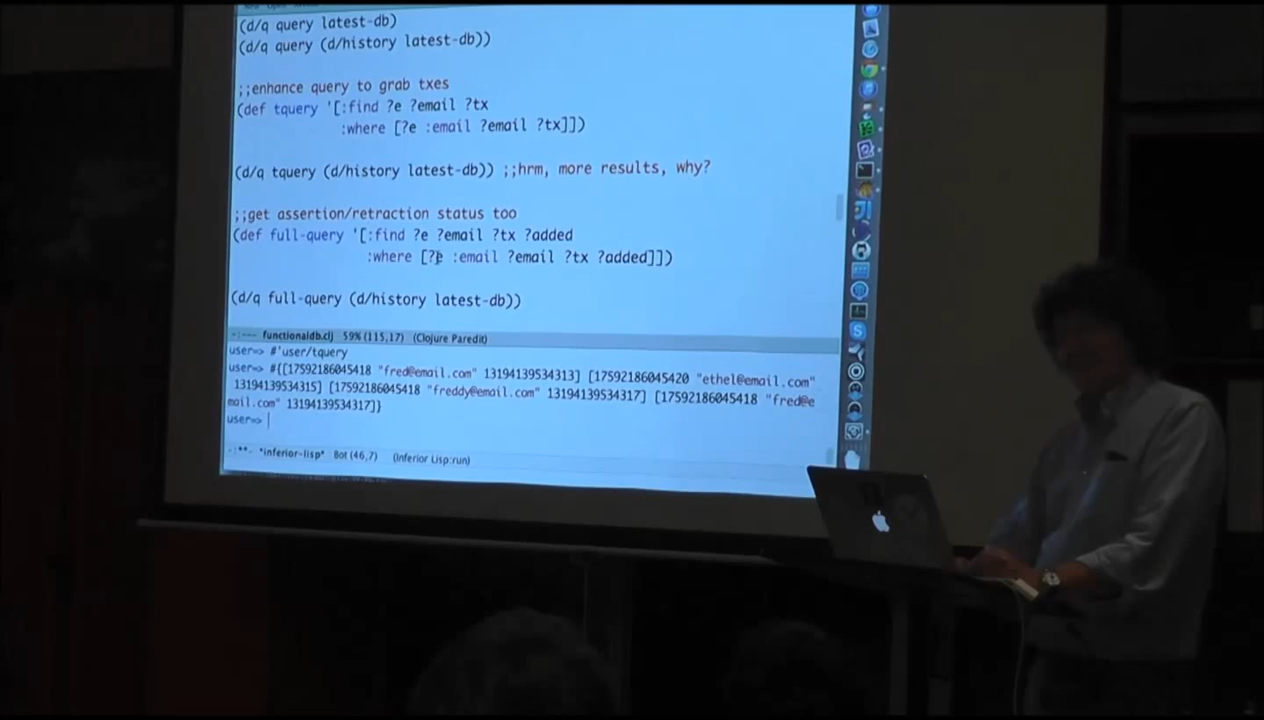 (d/q query latest-db)
(d/q query (d/history latest-db))
;;enhance query to grab txes
(def tquery '[:find ?e ?email ?tx
:where [?e :email ?email ?tx]])
(d/q tquery (d/history latest-db)) ;;hrm, more results, why?
;;get assertion/retraction status too
(def full-query '[:find ?e ?email ?tx ?added
:where [?e :email ?email ?tx ?added]])
(d/q full-query (d/history latest-db))
-:--- functionaldb.clj 59% (115,17) (Clojure Paredit)
user=> #'user/tquery
user=> #{[17592186045418 "fred@email.com" 13194139534313] [17592186045420 "ethel@email.com"
13194139534315] [17592186045418 "freddy@email.com" 13194139534317] [17592186045418 "fred@e
mail.com" 13194139534317]}
user=>
-:**- *inferior-lisp* Bot (46,7) (Inferior Lisp:run)